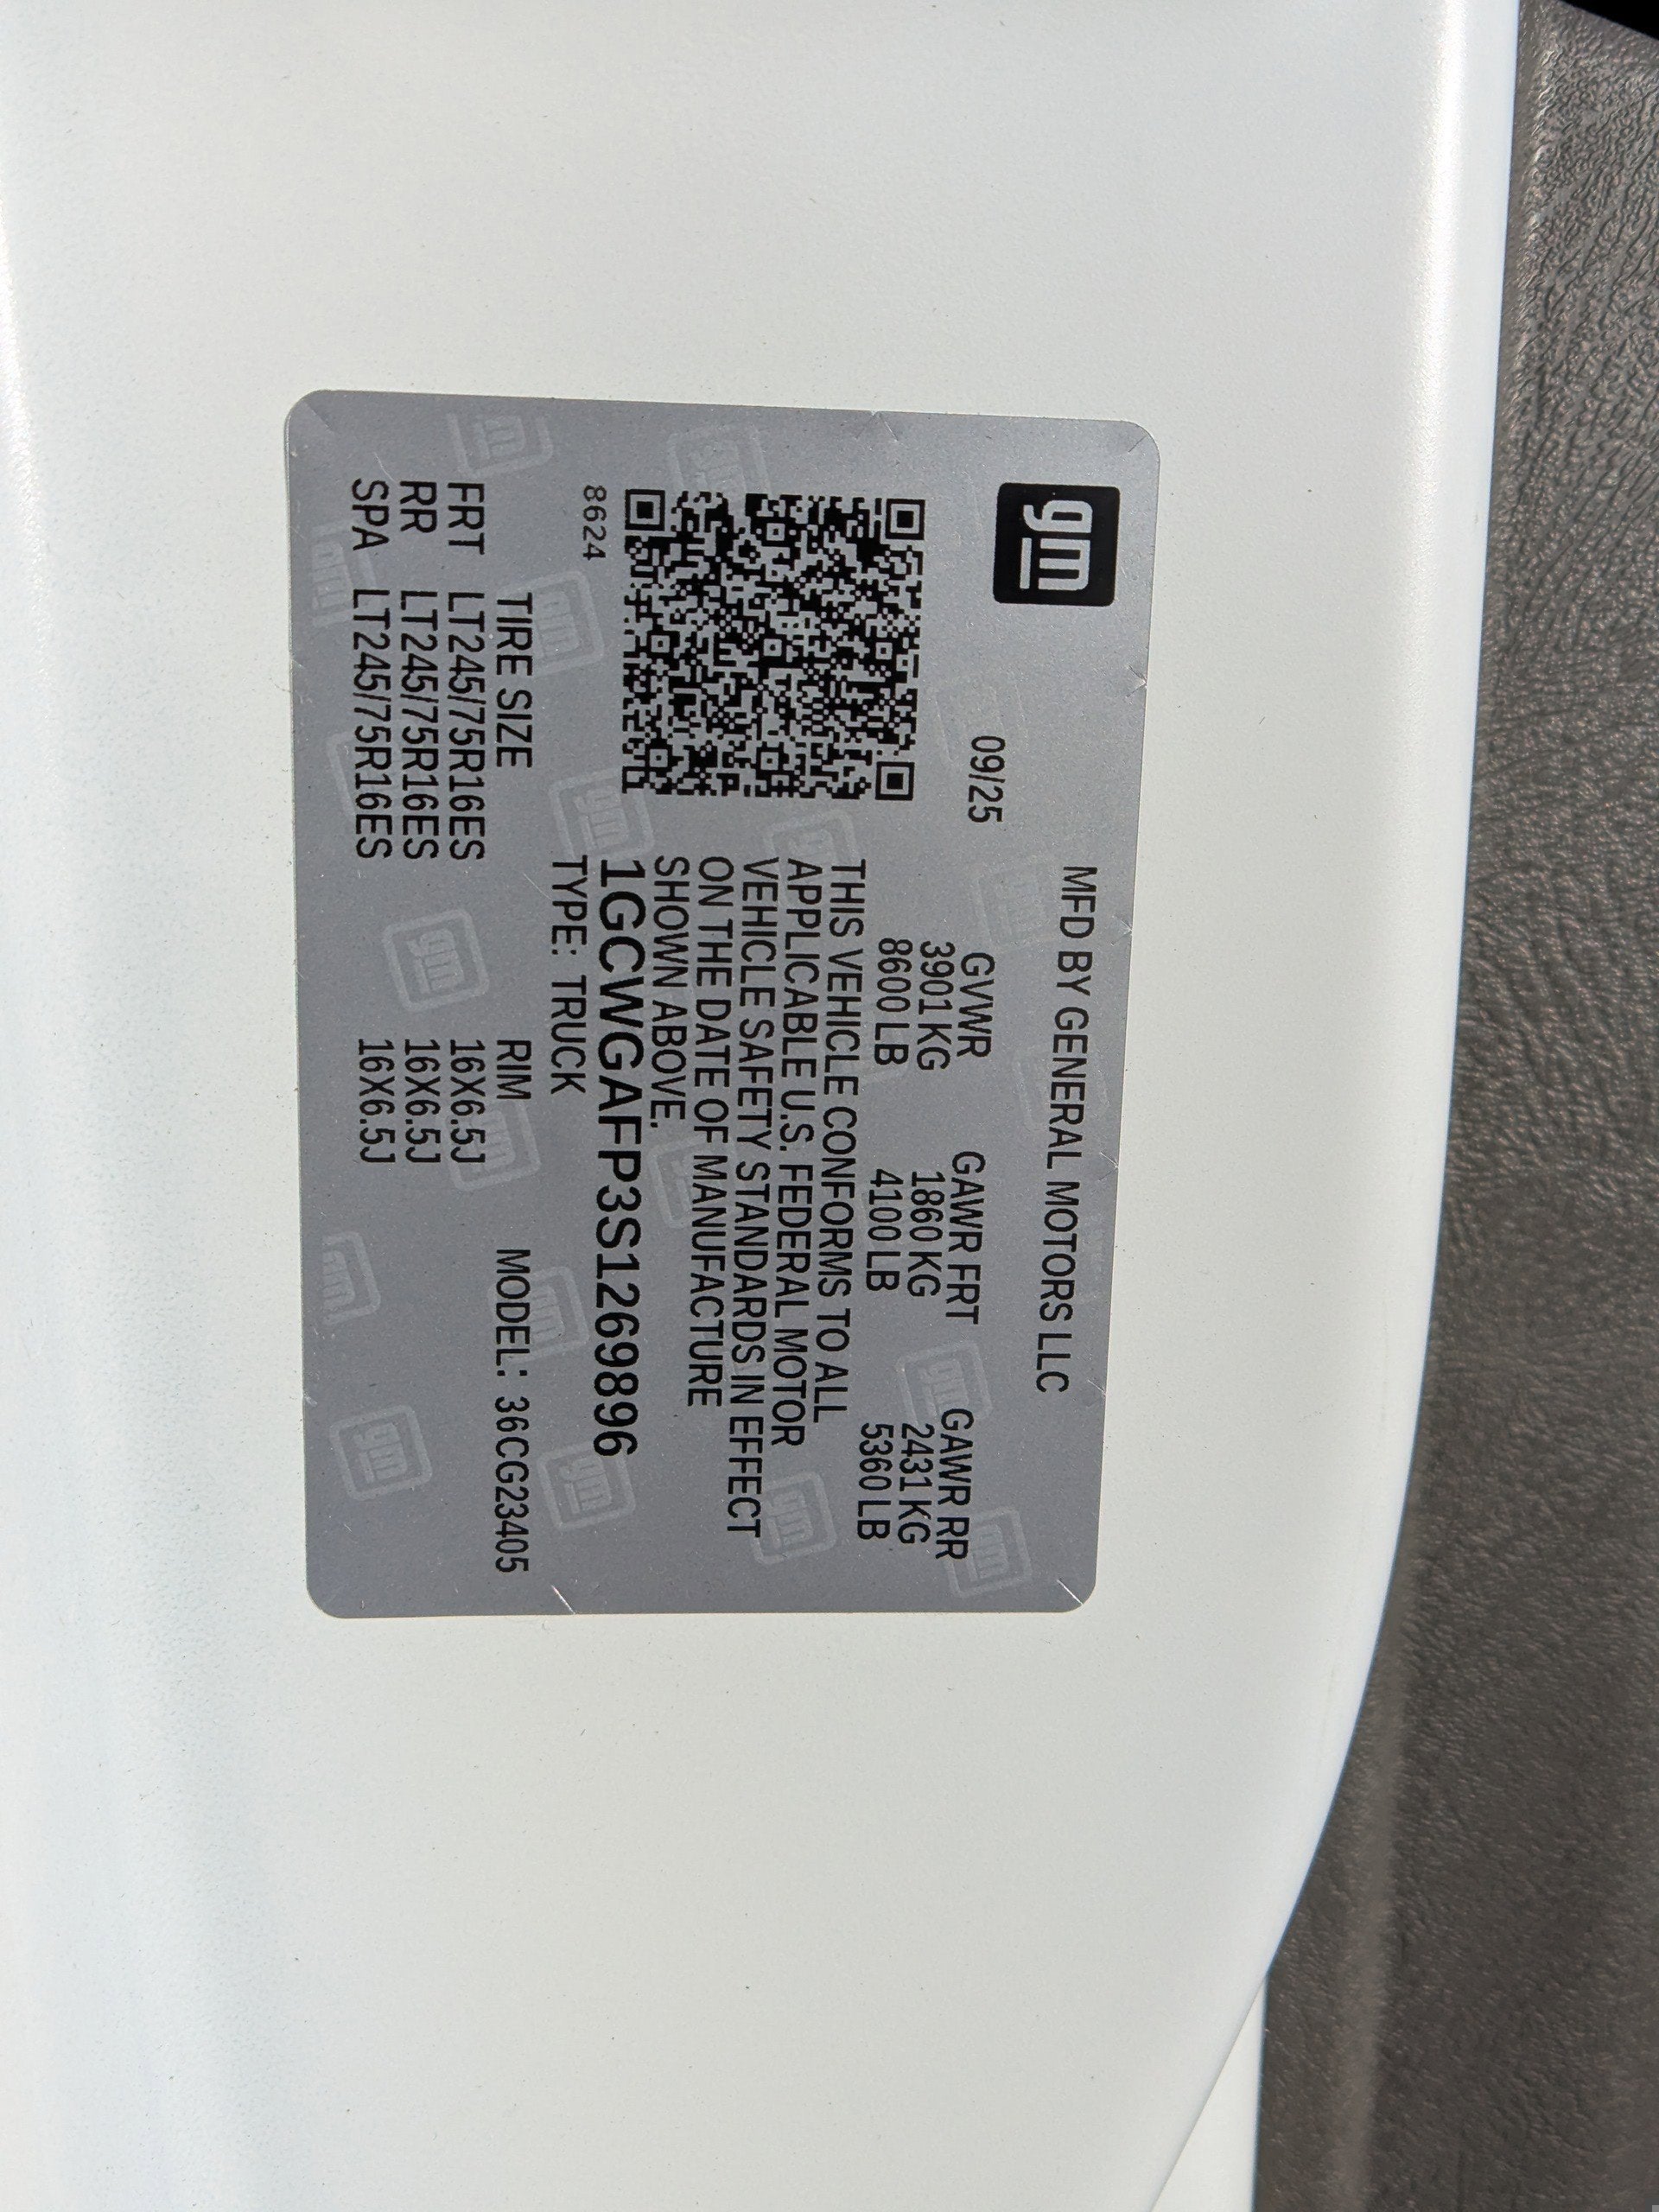 gm
MFD BY GENERAL MOTORS LLC
09/25
GVWR GAWR FRT GAWR RR
3901 KG 1860 KG 2431 KG
8600 LB 4100 LB 5360 LB
THIS VEHICLE CONFORMS TO ALL
APPLICABLE U.S. FEDERAL MOTOR
VEHICLE SAFETY STANDARDS IN EFFECT
ON THE DATE OF MANUFACTURE
SHOWN ABOVE.
1GCWGAFP3S1269896
8624
TYPE: TRUCK
TIRE SIZE RIM MODEL: 36CG23405
FRT LT245/75R16ES 16X6.5J
RR LT245/75R16ES 16X6.5J
SPA LT245/75R16ES 16X6.5J